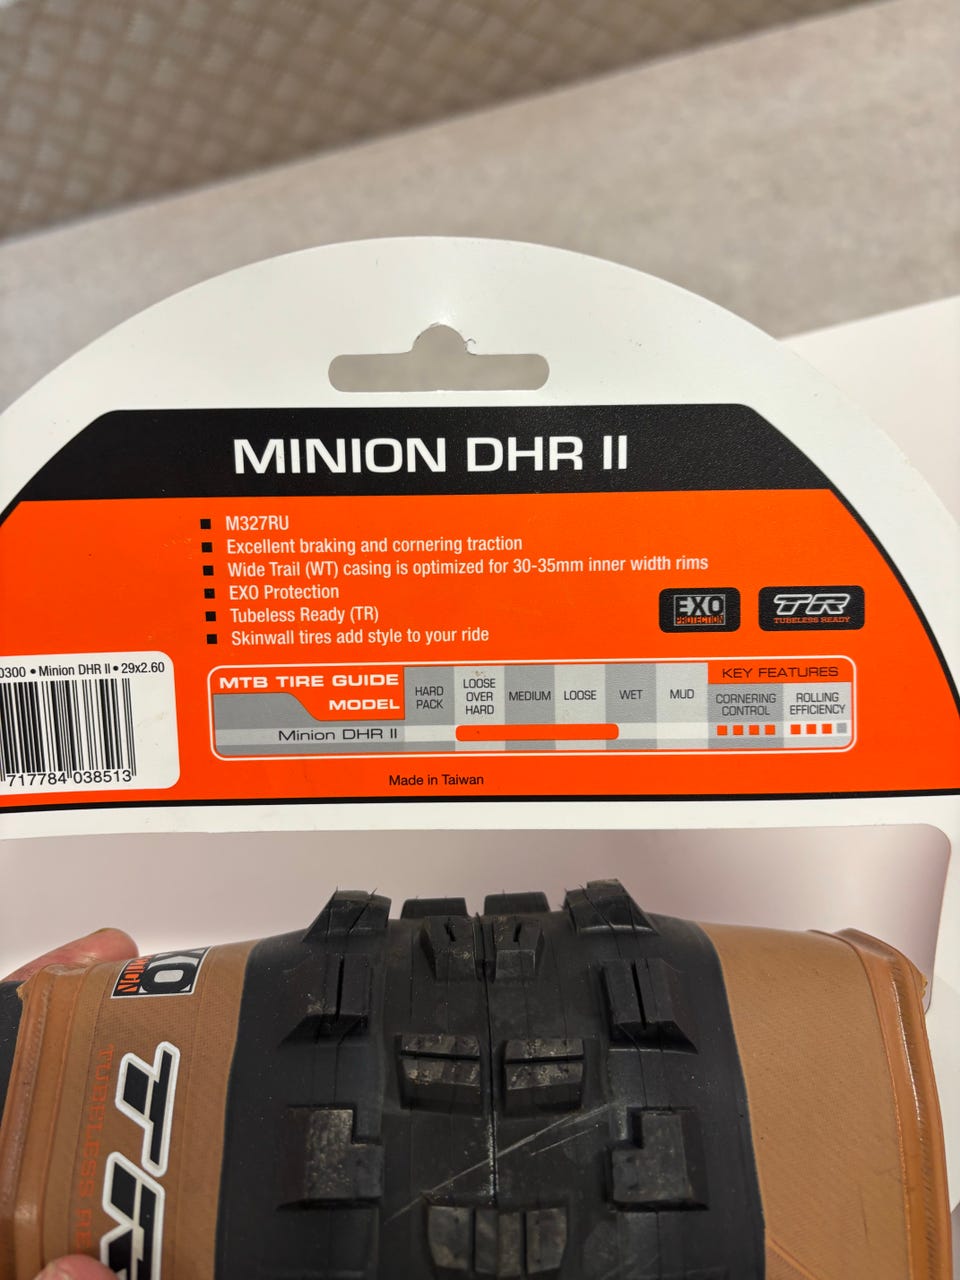 MINION DHR II
M327RU
Excellent braking and cornering traction
Wide Trail (WT) casing is optimized for 30-35mm inner width rims
EXO Protection
Tubeless Ready (TR)
Skinwall tires add style to your ride
EXO
PROTECTION
TR
TUBELESS READY
0300 • Minion DHR II • 29x2.60
717784 038513
MTB TIRE GUIDE
MODEL
HARD
PACK
LOOSE
OVER
HARD
MEDIUM
LOOSE
WET
MUD
KEY FEATURES
CORNERING
CONTROL
ROLLING
EFFICIENCY
Minion DHR II
Made in Taiwan
TR
TUBELESS